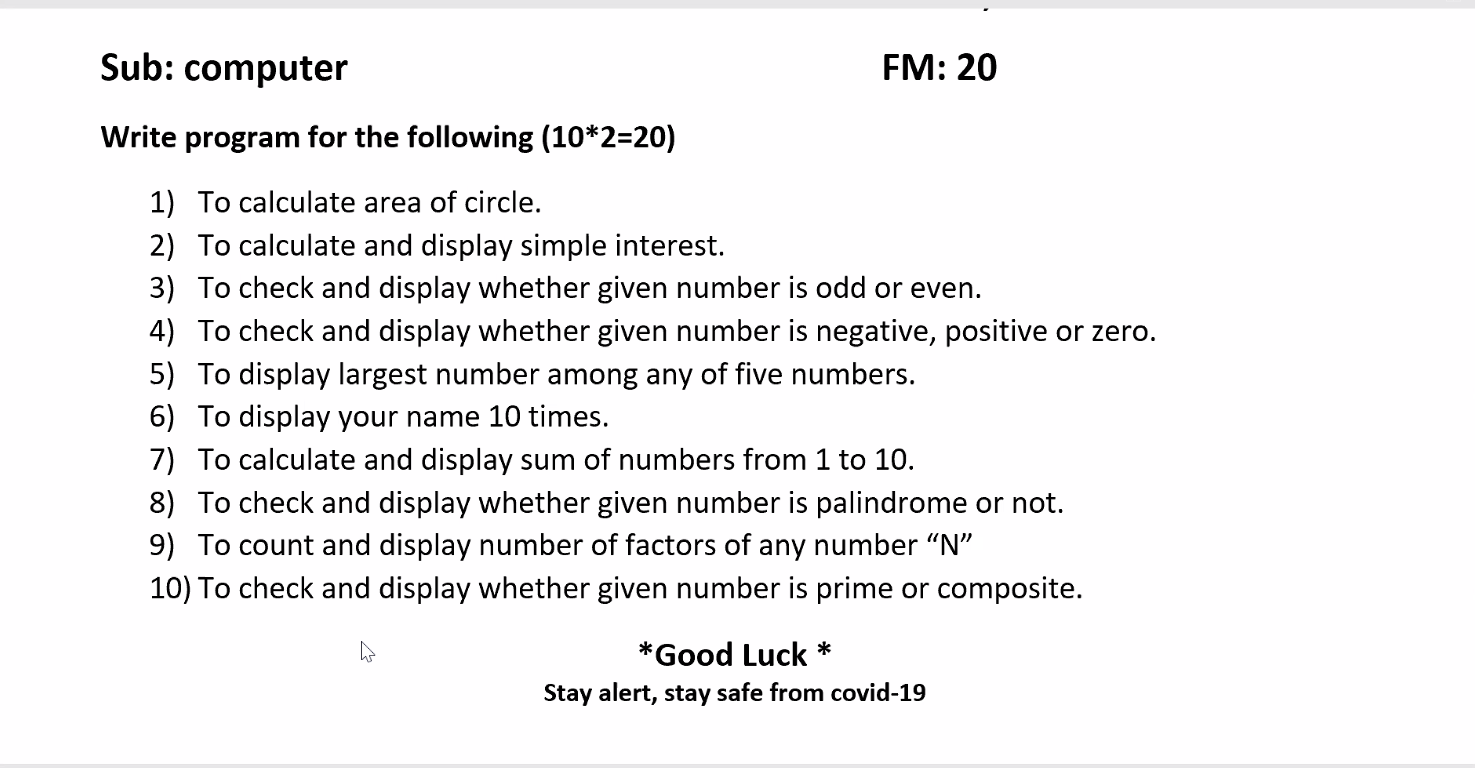 Sub: computer FM: 20
Write program for the following (10*2=20)
1) To calculate area of circle.
2) To calculate and display simple interest.
3) To check and display whether given number is odd or even.
4) To check and display whether given number is negative, positive or zero.
5) To display largest number among any of five numbers.
6) To display your name 10 times.
7) To calculate and display sum of numbers from 1 to 10.
8) To check and display whether given number is palindrome or not.
9) To count and display number of factors of any number “N”
10) To check and display whether given number is prime or composite.
*Good Luck *
Stay alert, stay safe from covid-19